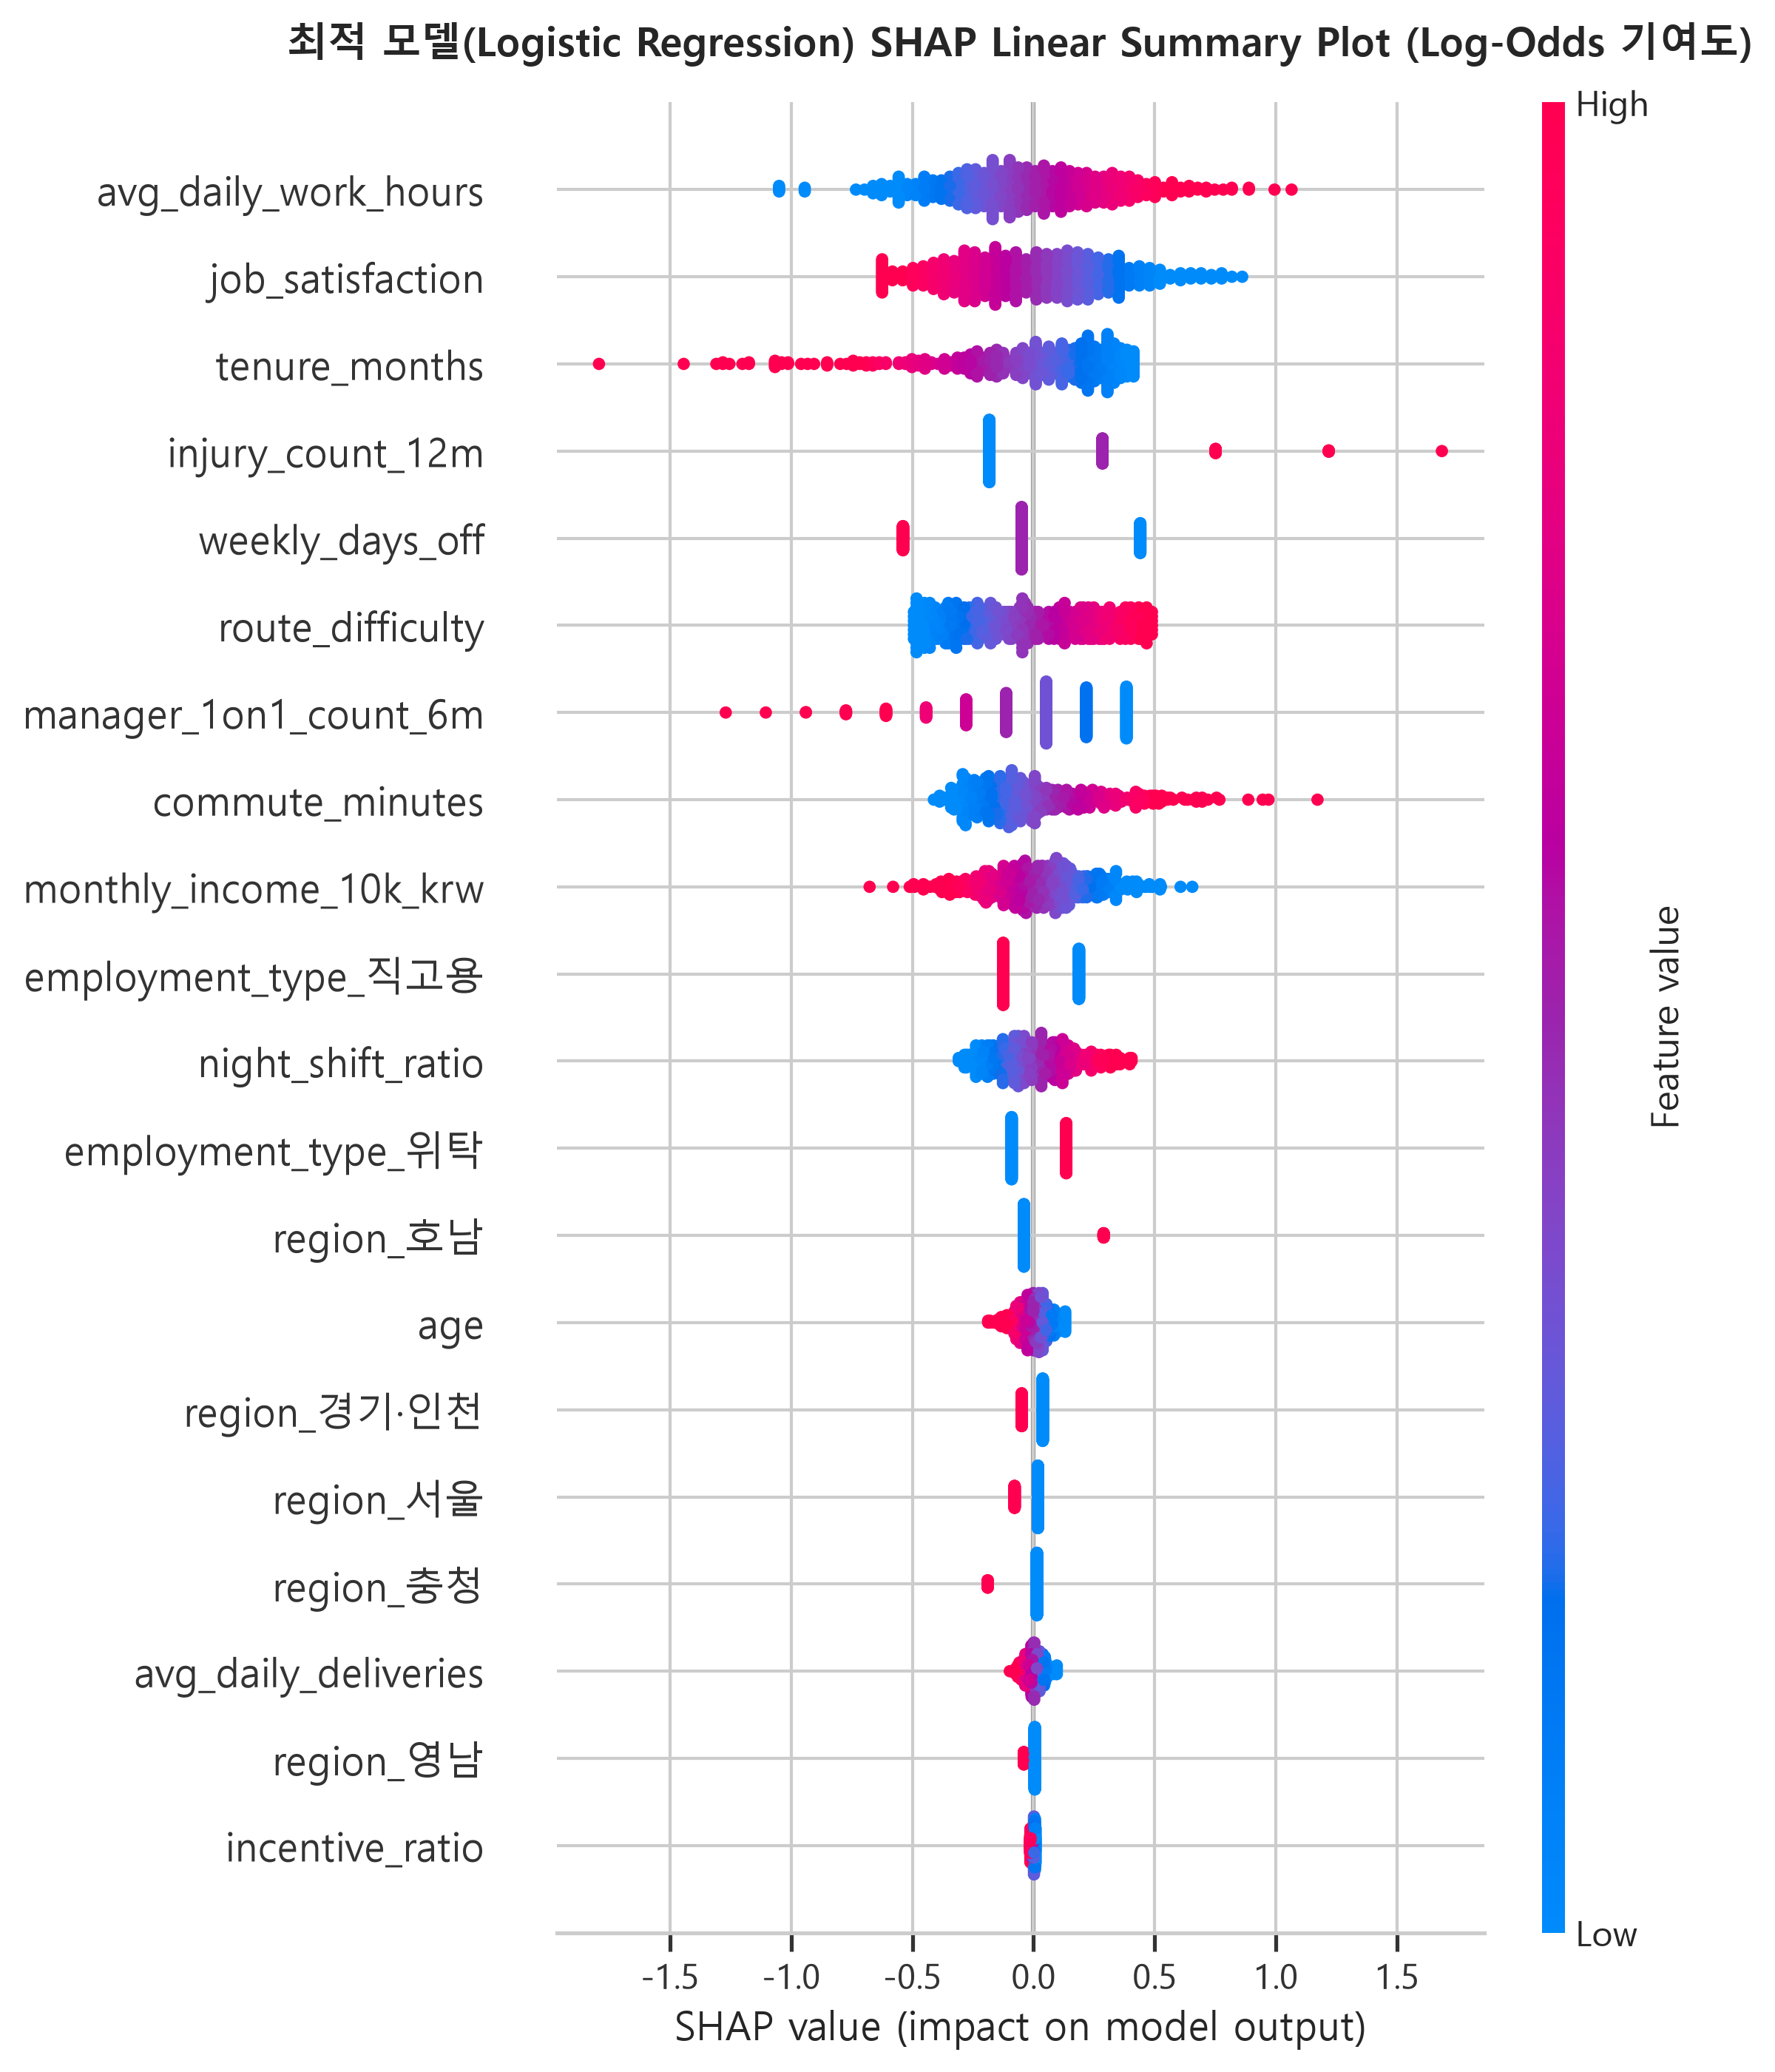 최적 모델(Logistic Regression) SHAP Linear Summary Plot (Log-Odds 기여도)
High
avg_daily_work_hours
job_satisfaction
tenure_months
injury_count_12m
weekly_days_off
route_difficulty
manager_1on1_count_6m
commute_minutes
monthly_income_10k_krw
employment_type_직고용
night_shift_ratio
employment_type_위탁
region_호남
age
region_경기·인천
region_서울
region_충청
avg_daily_deliveries
region_영남
incentive_ratio
Feature value
Low
-1.5 -1.0 -0.5 0.0 0.5 1.0 1.5
SHAP value (impact on model output)